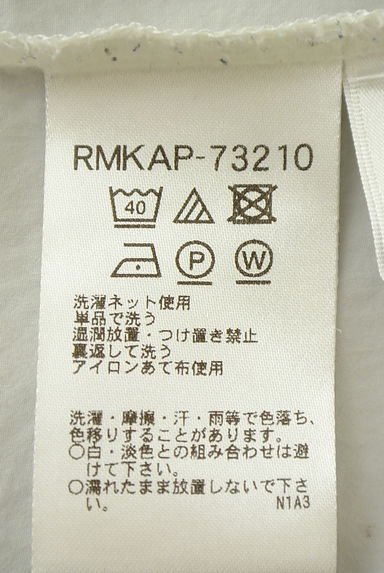 RMKAP-73210
40
P W
洗濯ネット使用
単品で洗う
湿潤放置・つけ置き禁止
裏返して洗う
アイロンあて布使用
洗濯・摩擦・汗・雨等で色落ち、
色移りすることがあります。
○白・淡色との組み合わせは避
けて下さい。
○濡れたまま放置しないで下さ
い。 N1A3